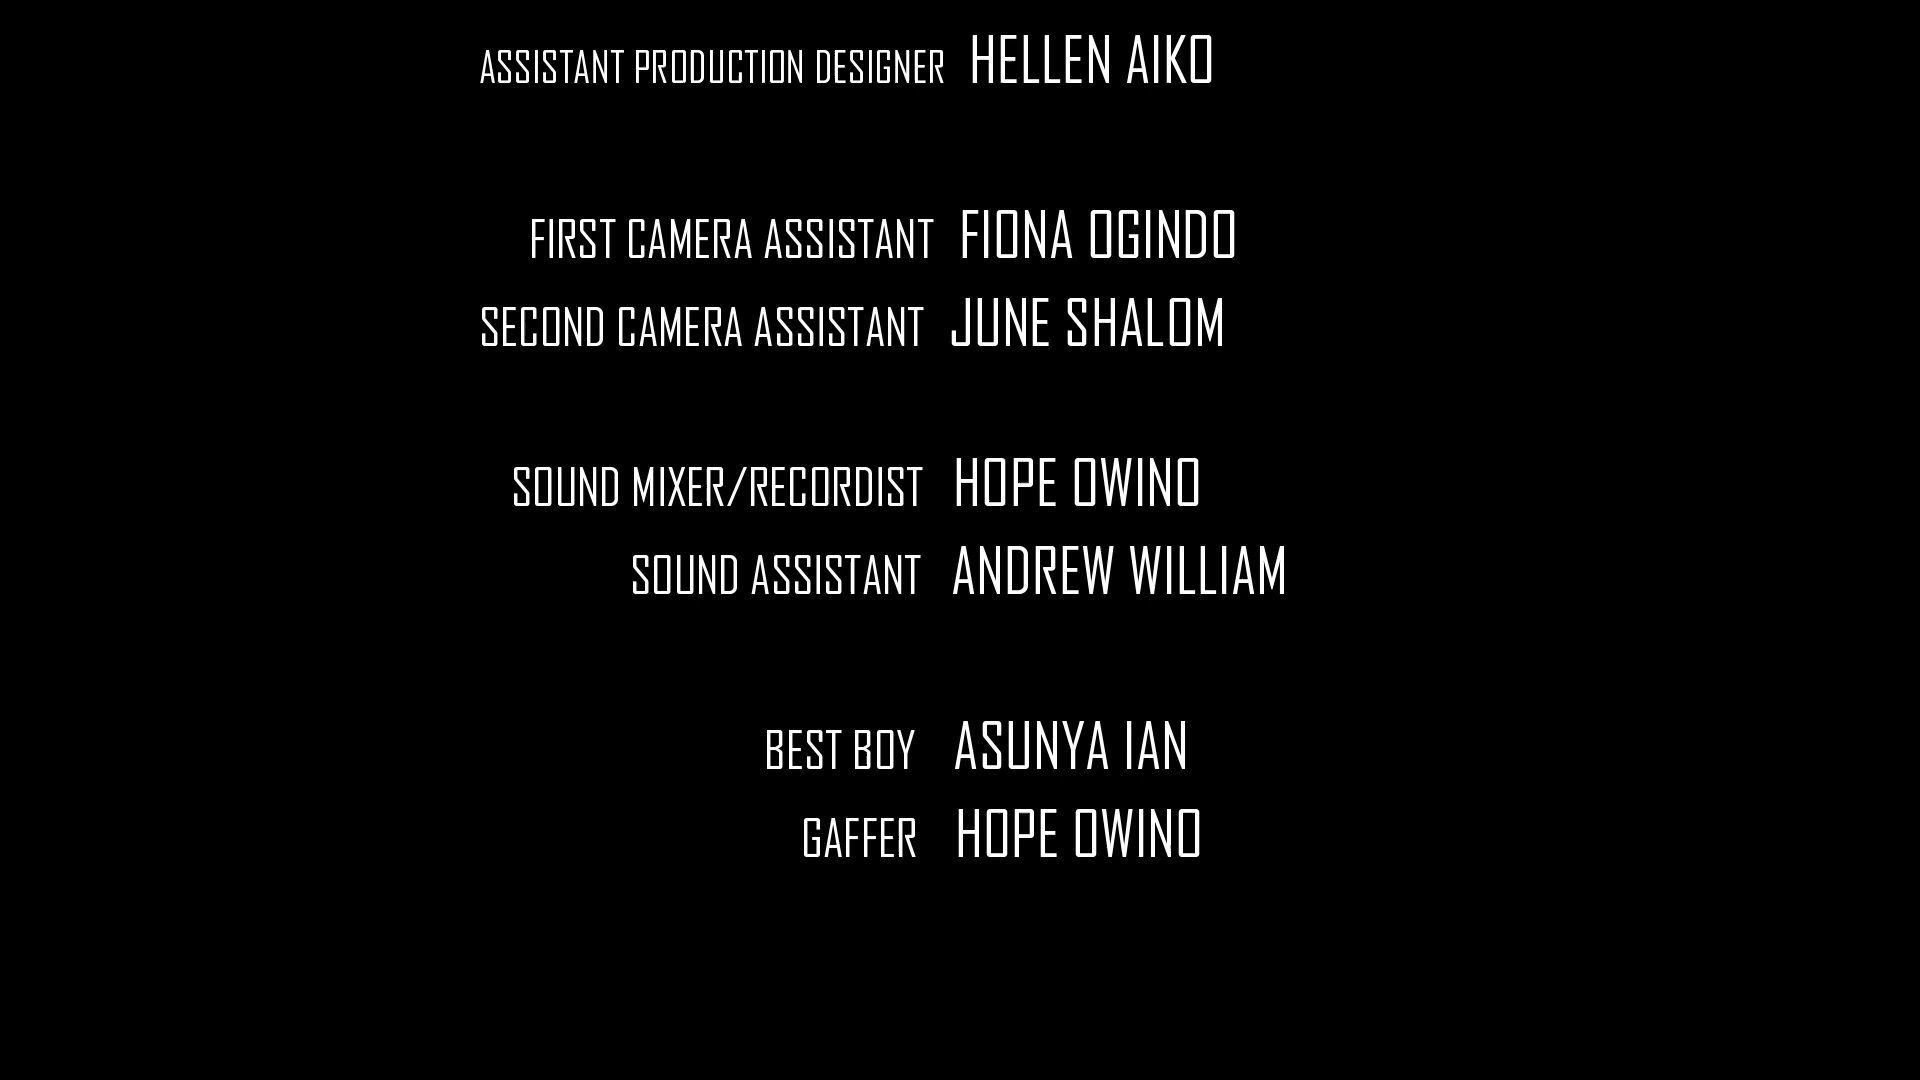 ASSISTANT PRODUCTION DESIGNER HELLEN AIKO
FIRST CAMERA ASSISTANT FIONA OGINDO
SECOND CAMERA ASSISTANT JUNE SHALOM
SOUND MIXER/RECORDIST HOPE OWINO
SOUND ASSISTANT ANDREW WILLIAM
BEST BOY ASUNYA IAN
GAFFER HOPE OWINO